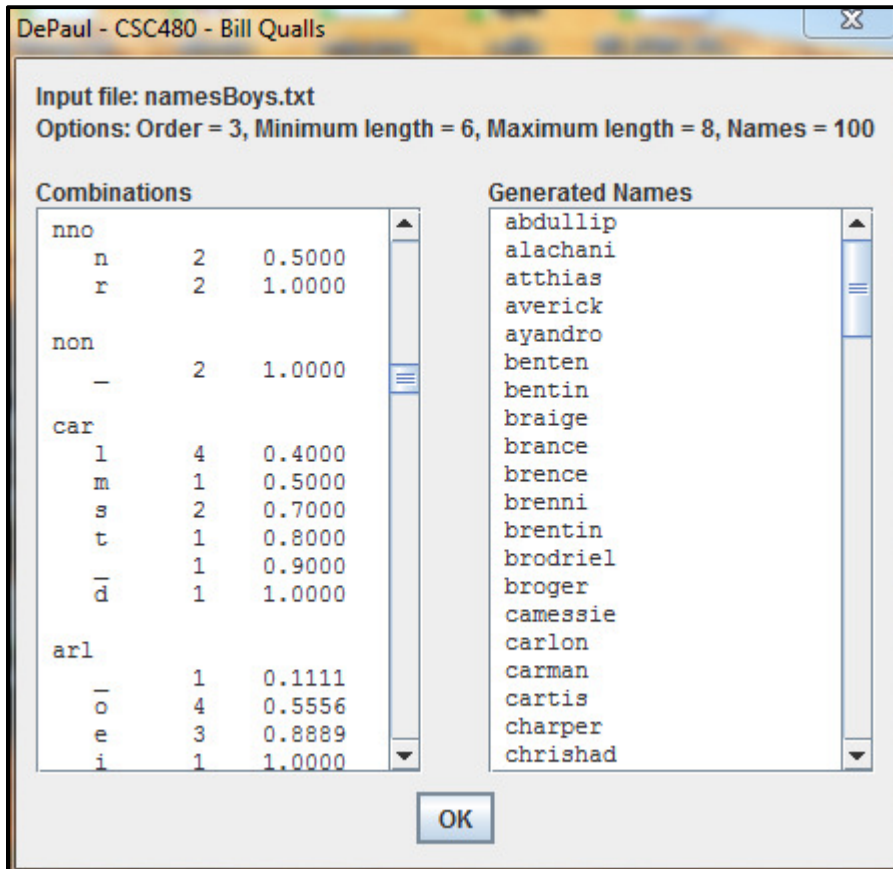 DePaul - CSC480 - Bill Qualls
Input file: namesBoys.txt
Options: Order = 3, Minimum length = 6, Maximum length = 8, Names = 100
Combinations
nno
n 2 0.5000
r 2 1.0000
non
_ 2 1.0000
car
l 4 0.4000
m 1 0.5000
s 2 0.7000
t 1 0.8000
_ 1 0.9000
d 1 1.0000
arl
_ 1 0.1111
o 4 0.5556
e 3 0.8889
i 1 1.0000
Generated Names
abdullip
alachani
atthias
averick
ayandro
benten
bentin
braige
brance
brence
brenni
brentin
brodriel
broger
camessie
carlon
carman
cartis
charper
chrishad
OK